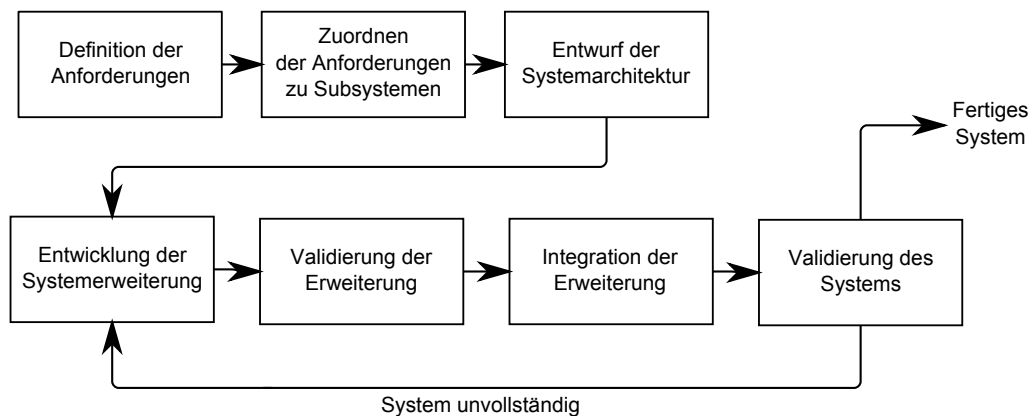 Definition der
Anforderungen
Zuordnen
der Anforderungen
zu Subsystemen
Entwurf der
Systemarchitektur
Fertiges
System
Entwicklung der
Systemerweiterung
Validierung der
Erweiterung
Integration der
Erweiterung
Validierung des
Systems
System unvollständig